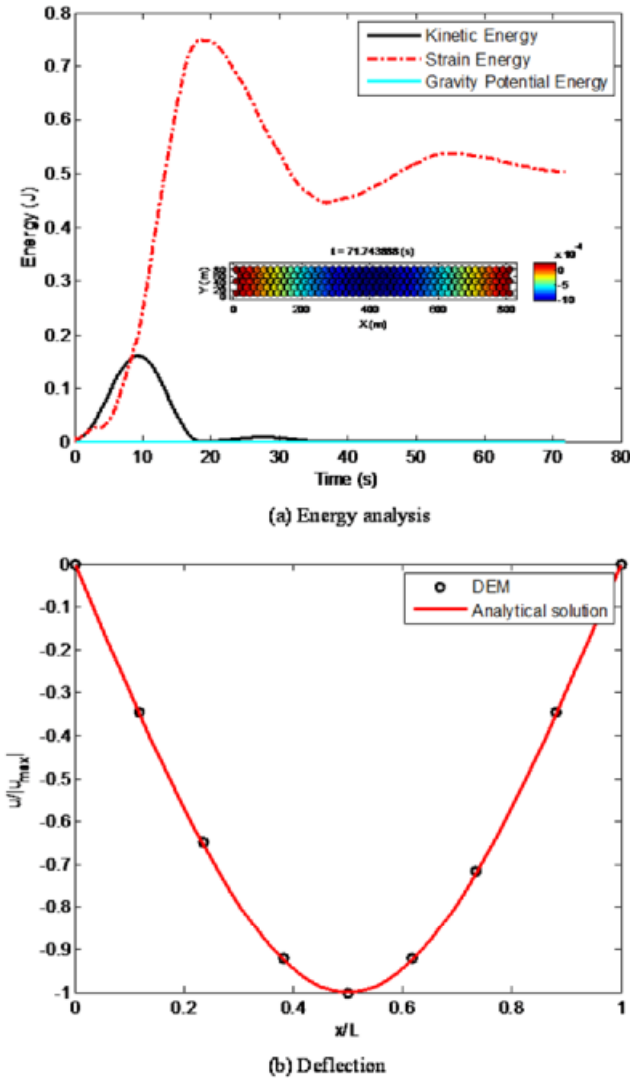 0.8
0.7
0.6
0.5
0.4
0.3
0.2
0.1
0
Energy (J)
Kinetic Energy
Strain Energy
Gravity Potential Energy
t = 71.743888 (s)
Y (m)
0 200 400 600 800
X (m)
x 10
0
-5
-10
0 10 20 30 40 50 60 70 80
Time (s)
(a) Energy analysis
0
-0.1
-0.2
-0.3
-0.4
-0.5
-0.6
-0.7
-0.8
-0.9
-1
u/|u max|
DEM
Analytical solution
0 0.2 0.4 0.6 0.8 1
x/L
(b) Deflection